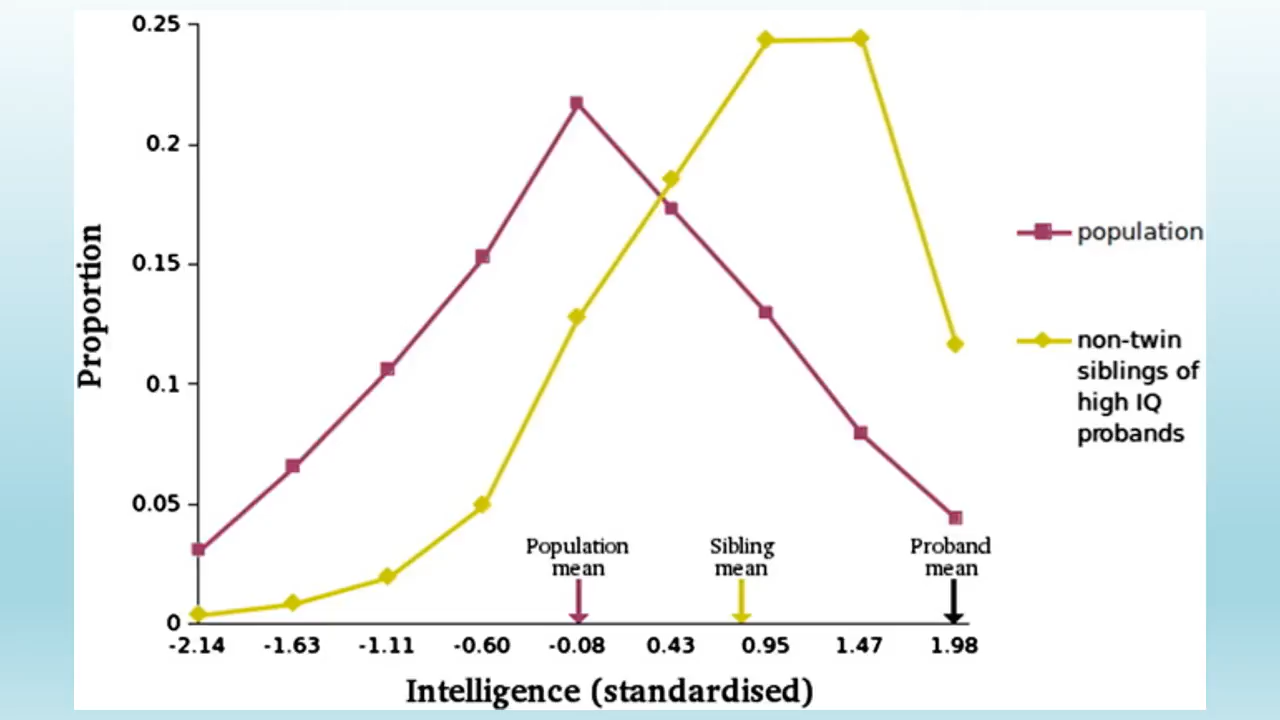 0.25
0.2
0.15
0.1
0.05
0
Proportion
Population
mean
Sibling
mean
Proband
mean
-2.14 -1.63 -1.11 -0.60 -0.08 0.43 0.95 1.47 1.98
Intelligence (standardised)
population
non-twin
siblings of
high IQ
probands